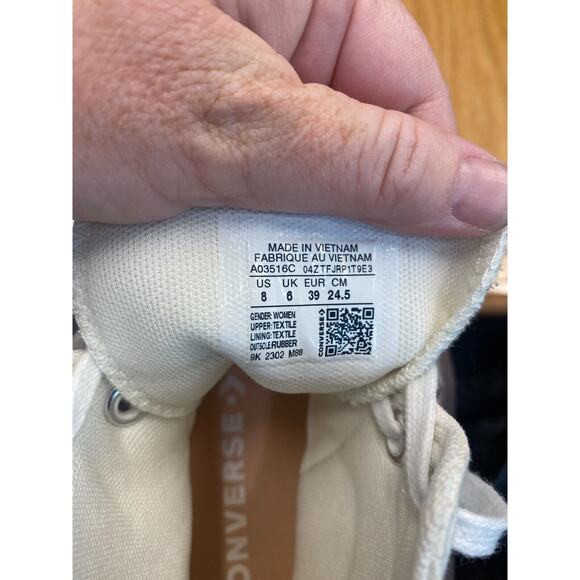 MADE IN VIETNAM
FABRIQUE AU VIETNAM
A03516C 04ZTFJRP1T9E3
US UK EUR CM
8 6 39 24.5
GENDER: WOMEN
UPPER: TEXTILE
LINING: TEXTILE
OUTSOLE: RUBBER
9K 2302 M88
CONVERSE
CONVERSE